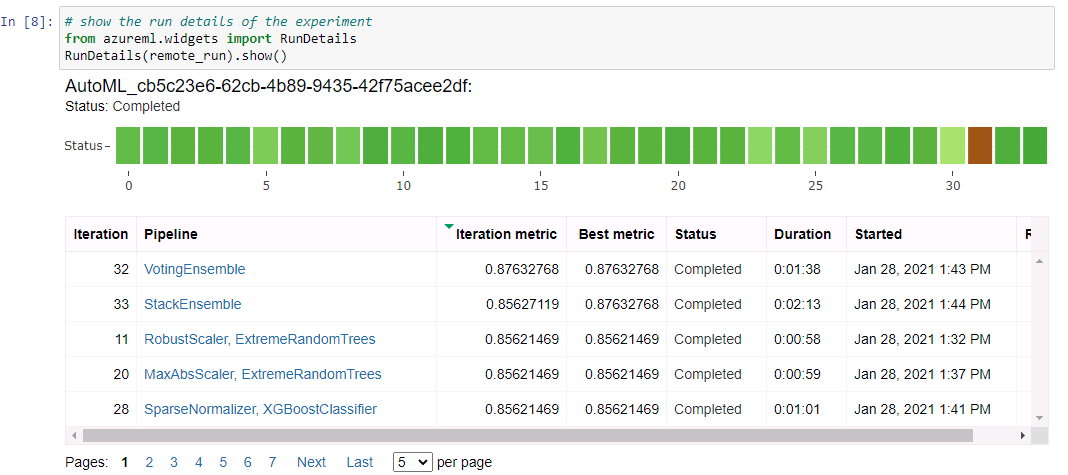 In [8]: # show the run details of the experiment
from azureml.widgets import RunDetails
RunDetails(remote_run).show()
AutoML_cb5c23e6-62cb-4b89-9435-42f75acee2df:
Status: Completed
Status
0 5 10 15 20 25 30
Iteration Pipeline Iteration metric Best metric Status Duration Started
32 VotingEnsemble 0.87632768 0.87632768 Completed 0:01:38 Jan 28, 2021 1:43 PM
33 StackEnsemble 0.85627119 0.87632768 Completed 0:02:13 Jan 28, 2021 1:44 PM
11 RobustScaler, ExtremeRandomTrees 0.85621469 0.85621469 Completed 0:00:58 Jan 28, 2021 1:32 PM
20 MaxAbsScaler, ExtremeRandomTrees 0.85621469 0.85621469 Completed 0:00:59 Jan 28, 2021 1:37 PM
28 SparseNormalizer, XGBoostClassifier 0.85621469 0.85621469 Completed 0:01:01 Jan 28, 2021 1:41 PM
Pages: 1 2 3 4 5 6 7 Next Last 5 per page